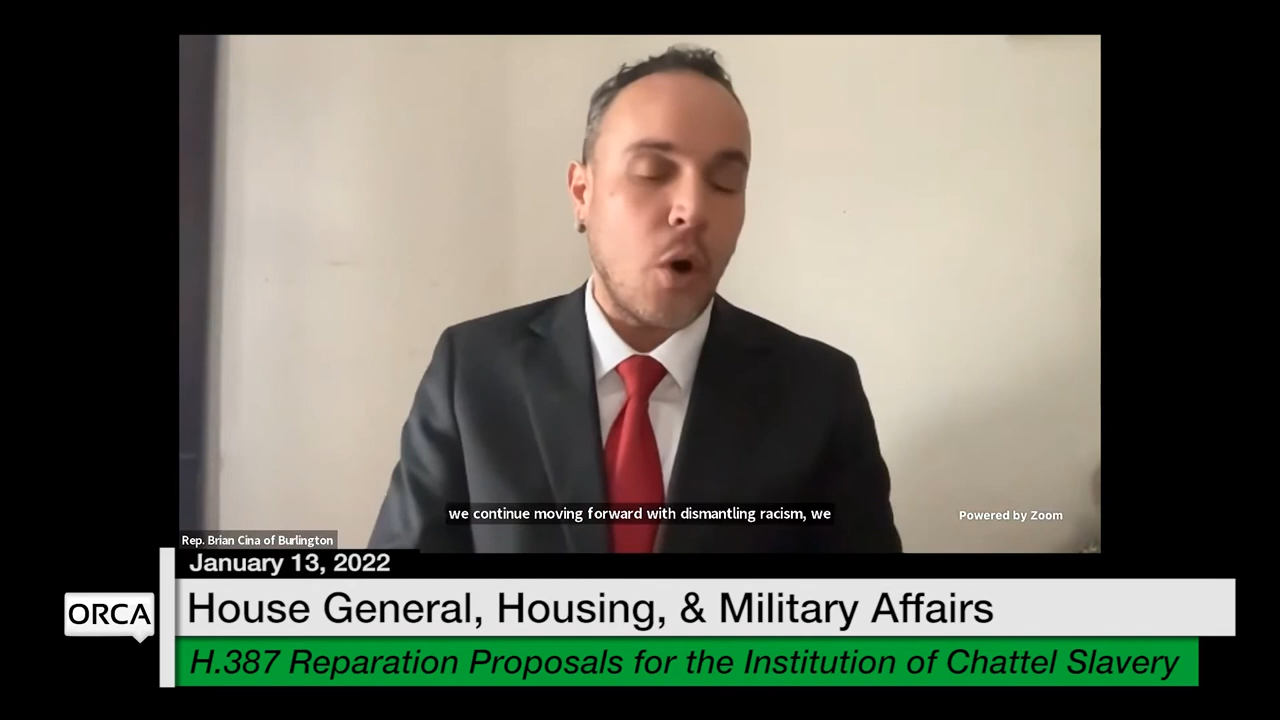 we continue moving forward with dismantling racism, we
Powered by Zoom
Rep. Brian Cina of Burlington
January 13, 2022
ORCA
House General, Housing, & Military Affairs
H.387 Reparation Proposals for the Institution of Chattel Slavery